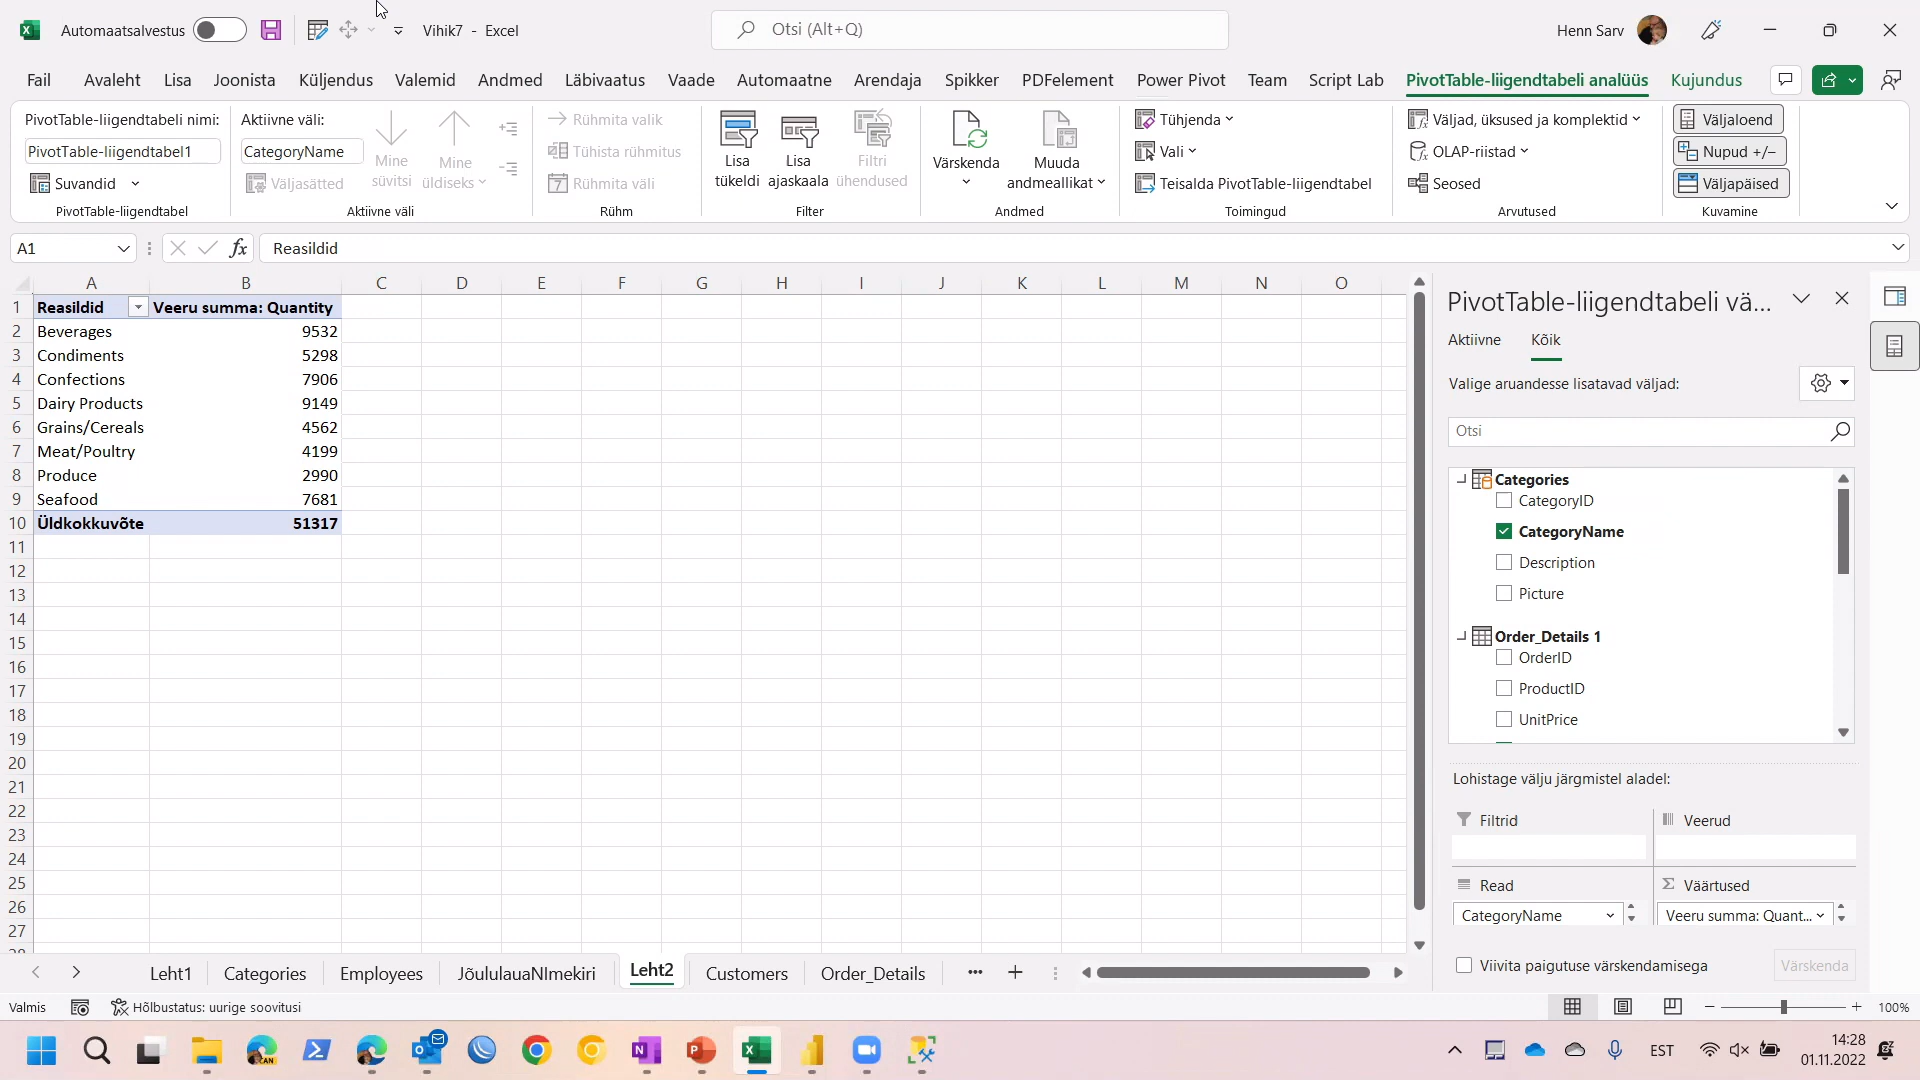 Automaatsalvestus
Vihik7 - Excel
Otsi (Alt+Q)
Henn Sarv
Fail Avaleht Lisa Joonista Küljendus Valemid Andmed Läbivaatus Vaade Automaatne Arendaja Spikker PDFelement Power Pivot Team Script Lab PivotTable-liigendtabeli analüüs Kujundus
PivotTable-liigendtabeli nimi:
PivotTable-liigendtabel1
Suvandid
PivotTable-liigendtabel
Aktiivne väli:
CategoryName
Väljasätted
Mine süvitsi
Mine üldiseks
Aktiivne väli
Rühmita valik
Tühista rühmitus
Rühmita väli
Rühm
Lisa tükeldi
Lisa ajaskaala
Filtri ühendused
Filter
Värskenda
Muuda andmeallikat
Andmed
Tühjenda
Vali
Teisalda PivotTable-liigendtabel
Toimingud
Väljad, üksused ja komplektid
OLAP-riistad
Seosed
Arvutused
Väljaloend
Nupud +/−
Väljapäised
Kuvamine
A1
fx
Reasildid
A B C D E F G H I J K L M N O
1 Reasildid Veeru summa: Quantity
2 Beverages 9532
3 Condiments 5298
4 Confections 7906
5 Dairy Products 9149
6 Grains/Cereals 4562
7 Meat/Poultry 4199
8 Produce 2990
9 Seafood 7681
10 Üldkokkuvõte 51317
11
12
13
14
15
16
17
18
19
20
21
22
23
24
25
26
27
28
PivotTable-liigendtabeli vä...
Aktiivne Kõik
Valige aruandesse lisatavad väljad:
Otsi
Categories
CategoryID
CategoryName
Description
Picture
Order_Details 1
OrderID
ProductID
UnitPrice
Lohistage välju järgmistel aladel:
Filtrid
Veerud
Read
Väärtused
CategoryName
Veeru summa: Quant...
Viivita paigutuse värskendamisega
Värskenda
Leht1 Categories Employees JõululauaNImekiri Leht2 Customers Order_Details
Valmis
Hõlbustatus: uurige soovitusi
100%
CAN
EST
14:28
01.11.2022